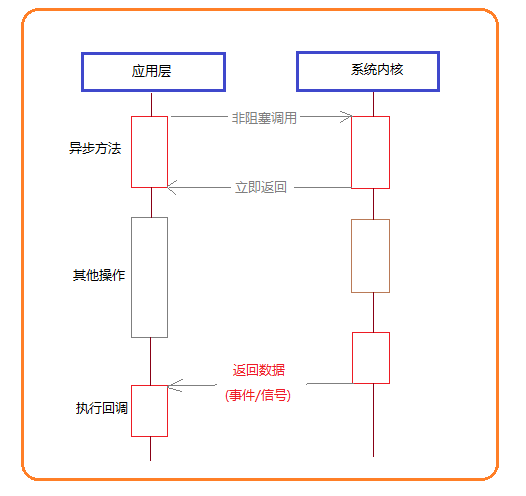 应用层
系统内核
非阻塞调用
异步方法
立即返回
其他操作
返回数据
(事件/信号)
执行回调